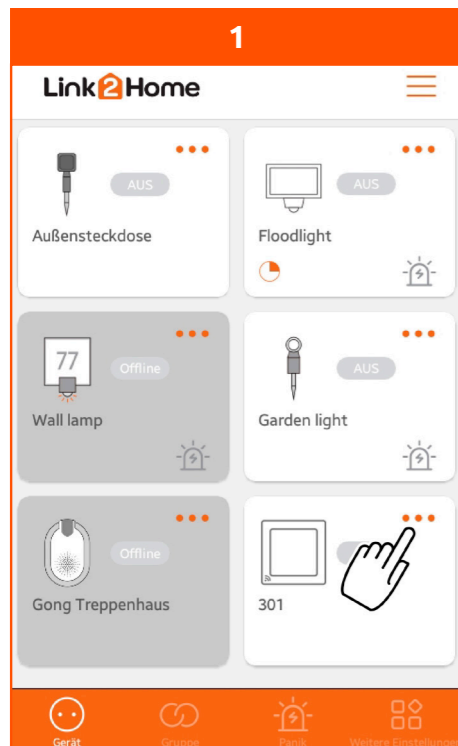 1
Link2Home
AUS
AUS
Außensteckdose
Floodlight
77
Offline
AUS
Wall lamp
Garden light
Offline
Gong Treppenhaus
301
Gerät
Gruppe
Panik
Weitere Einstellungen